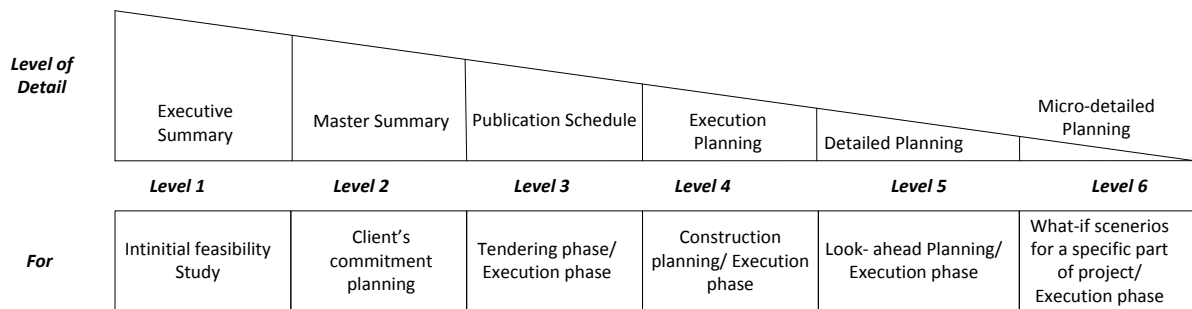 Level of
Detail
Executive
Summary
Master Summary
Publication Schedule
Execution
Planning
Detailed Planning
Micro-detailed
Planning
Level 1
Level 2
Level 3
Level 4
Level 5
Level 6
For
Intinitial feasibility
Study
Client's
commitment
planning
Tendering phase/
Execution phase
Construction
planning/ Execution
phase
Look- ahead Planning/
Execution phase
What-if scenerios
for a specific part
of project/
Execution phase